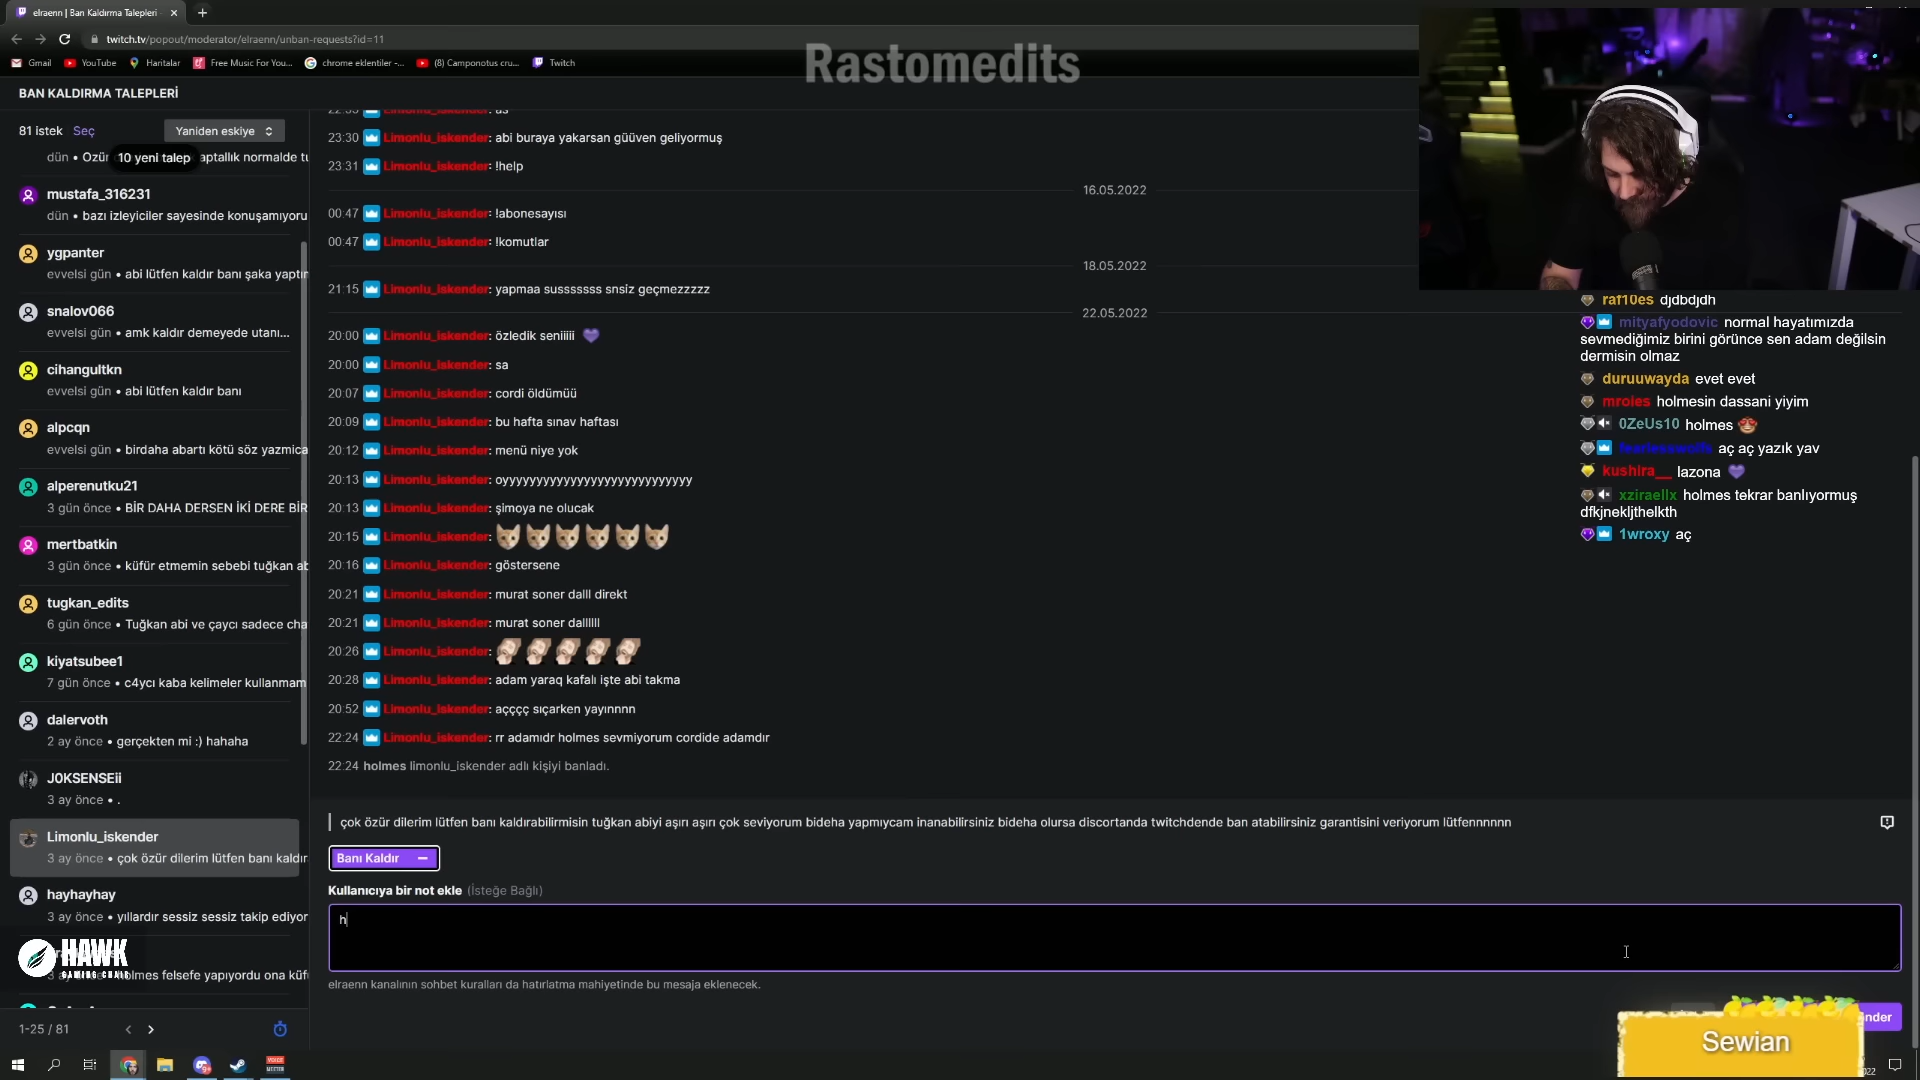 elraenn | Ban Kaldırma Talepleri
twitch.tv/popout/moderator/elraenn/unban-requests?id=11
Gmail
YouTube
Haritalar
Free Music For You...
chrome eklentiler -...
(8) Camponotus cru...
Twitch
Rastomedits
BAN KALDIRMA TALEPLERİ
81 istek Seç
Yaniden eskiye
10 yeni talep
mustafa_316231
dün • bazı izleyiciler sayesinde konuşamıyoru
ygpanter
evvelsi gün • abi lütfen kaldır banı şaka yaptır
snalov066
evvelsi gün • amk kaldır demeyede utanı...
cihangultkn
evvelsi gün • abi lütfen kaldır banı
alpcqn
evvelsi gün • birdaha abartı kötü söz yazmica
alperenutku21
3 gün önce • BİR DAHA DERSEN İKİ DERE BİR
mertbatkin
3 gün önce • küfür etmemin sebebi tuğkan ab
tugkan_edits
6 gün önce • Tuğkan abi ve çaycı sadece cha
kiyatsubee1
7 gün önce • c4ycı kaba kelimeler kullanmam
dalervoth
2 ay önce • gerçekten mi :) hahaha
J0KSENSEii
3 ay önce • .
Limonlu_iskender
3 ay önce • çok özür dilerim lütfen banı kaldır
hayhayhay
3 ay önce • yıllardır sessiz sessiz takip ediyor
HAWK
GAMING CHAIR
holmes felsefe yapıyordu ona küf
1-25 / 81
23:30 Limonlu_iskender: abi buraya yakarsan güüven geliyormuş
23:31 Limonlu_iskender: !help
16.05.2022
00:47 Limonlu_iskender: !abonesayısı
00:47 Limonlu_iskender: !komutlar
18.05.2022
21:15 Limonlu_iskender: yapmaa susssssss snsiz geçmezzzzz
22.05.2022
20:00 Limonlu_iskender: özledik seniiiii
20:00 Limonlu_iskender: sa
20:07 Limonlu_iskender: cordi öldümüü
20:09 Limonlu_iskender: bu hafta sınav haftası
20:12 Limonlu_iskender: menü niye yok
20:13 Limonlu_iskender: oyyyyyyyyyyyyyyyyyyyyyyyyyyyy
20:13 Limonlu_iskender: şimoya ne olucak
20:15 Limonlu_iskender:
20:16 Limonlu_iskender: göstersene
20:21 Limonlu_iskender: murat soner dalll direkt
20:21 Limonlu_iskender: murat soner dallllll
20:26 Limonlu_iskender:
20:28 Limonlu_iskender: adam yaraq kafalı işte abi takma
20:52 Limonlu_iskender: açççç sıçarken yayınnnn
22:24 Limonlu_iskender: rr adamıdr holmes sevmiyorum cordide adamdır
22:24 holmes limonlu_iskender adlı kişiyi banladı.
çok özür dilerim lütfen banı kaldırabilirmisin tuğkan abiyi aşırı aşırı çok seviyorum bideha yapmıycam inanabilirsiniz bideha olursa discortanda twitchdende ban atabilirsiniz garantisini veriyorum lütfennnnnn
Banı Kaldır
Kullanıcıya bir not ekle (İsteğe Bağlı)
h
elraenn kanalının sohbet kuralları da hatırlatma mahiyetinde bu mesaja eklenecek.
raf10es djdbdjdh
mityafyodovic normal hayatımızda
sevmediğimiz birini görünce sen adam değilsin
dermisin olmaz
duruuwayda evet evet
mroles holmesin dassani yiyim
0ZeUs10 holmes
aç aç yazık yav
kushira__ lazona
xziraellx holmes tekrar banlıyormuş
dfkjnekljthelkth
1wroxy aç
nder
Sewian
VOICE
MEETER